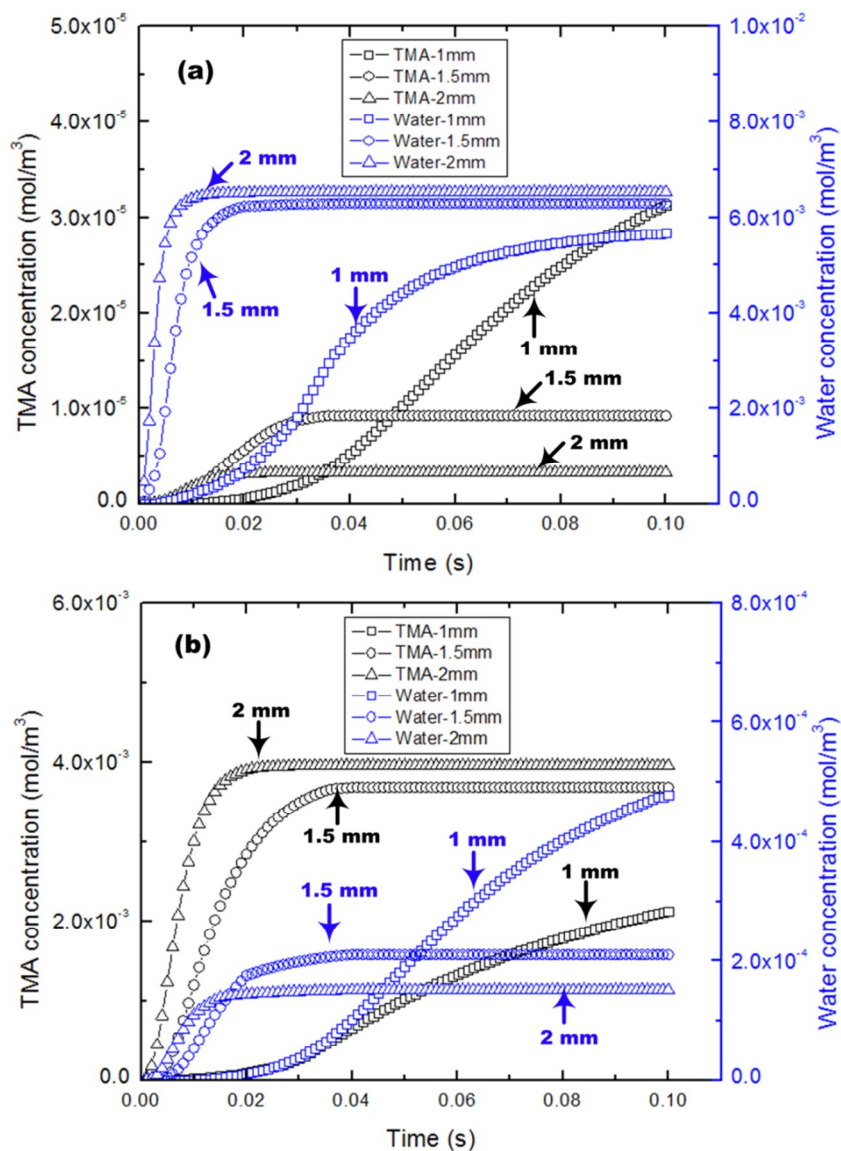 (a)
TMA-1mm
TMA-1.5mm
TMA-2mm
Water-1mm
Water-1.5mm
Water-2mm
5.0x10⁻⁵
4.0x10⁻⁵
3.0x10⁻⁵
2.0x10⁻⁵
1.0x10⁻⁵
0.0
TMA concentration (mol/m³)
1.0x10⁻²
8.0x10⁻³
6.0x10⁻³
4.0x10⁻³
2.0x10⁻³
0.0
Water concentration (mol/m³)
2 mm
1.5 mm
1 mm
1 mm
1.5 mm
2 mm
0.00 0.02 0.04 0.06 0.08 0.10
Time (s)
(b)
TMA-1mm
TMA-1.5mm
TMA-2mm
Water-1mm
Water-1.5mm
Water-2mm
6.0x10⁻³
4.0x10⁻³
2.0x10⁻³
0.0
TMA concentration (mol/m³)
8.0x10⁻⁴
6.0x10⁻⁴
4.0x10⁻⁴
2.0x10⁻⁴
0.0
Water concentration (mol/m³)
2 mm
1.5 mm
1 mm
1.5 mm
1 mm
2 mm
0.00 0.02 0.04 0.06 0.08 0.10
Time (s)